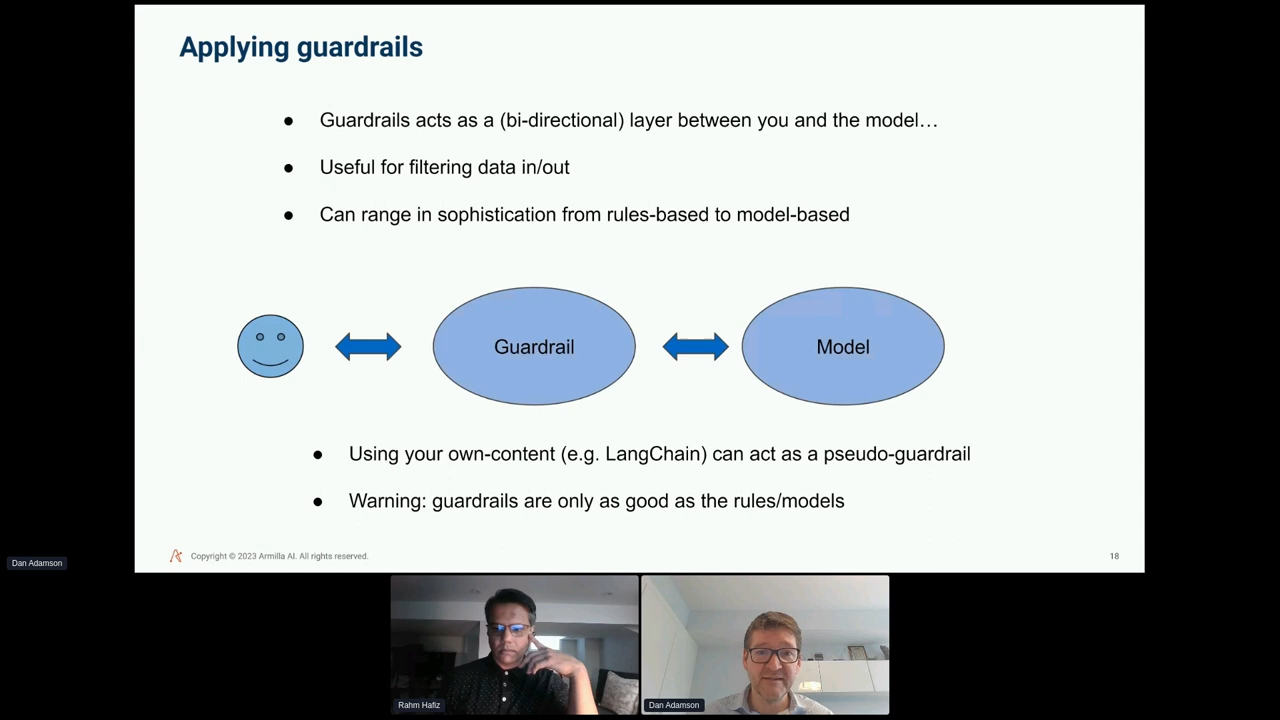 Applying guardrails
● Guardrails acts as a (bi-directional) layer between you and the model…
● Useful for filtering data in/out
● Can range in sophistication from rules-based to model-based
Guardrail
Model
● Using your own-content (e.g. LangChain) can act as a pseudo-guardrail
● Warning: guardrails are only as good as the rules/models
Copyright © 2023 Armilla AI. All rights reserved.
18
Dan Adamson
Rahm Hafiz
Dan Adamson